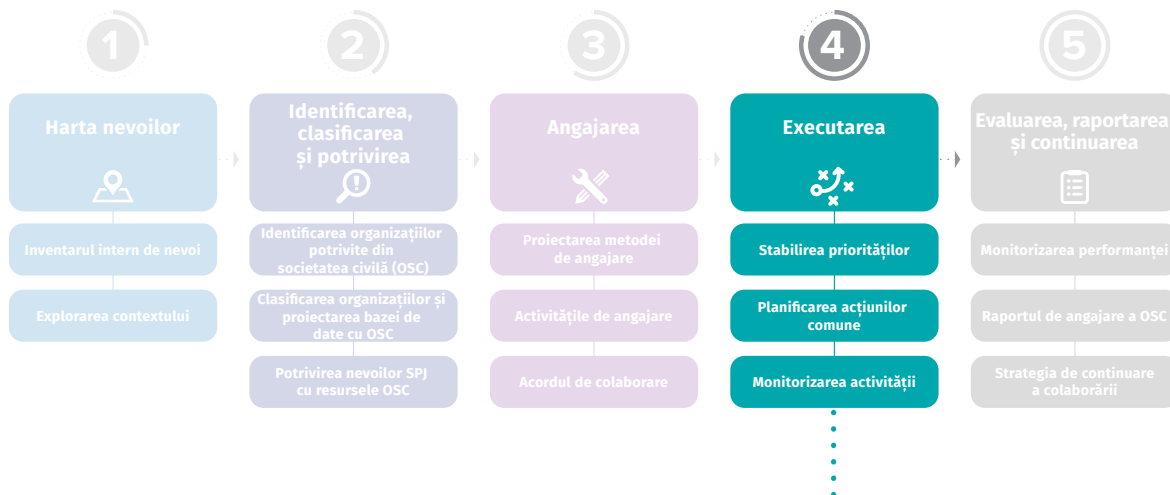 1
2
3
4
5
Harta nevoilor
Inventarul intern de nevoi
Explorarea contextului
Identificarea,
clasificarea
și potrivirea
Identificarea organizațiilor
potrivite din
societatea civilă (OSC)
Clasificarea organizațiilor și
proiectarea bazei de
date cu OSC
Potrivirea nevoilor SPJ
cu resursele OSC
Angajarea
Proiectarea metodei
de angajare
Activitățile de angajare
Acordul de colaborare
Executarea
Stabilirea priorităților
Planificarea acțiunilor
comune
Monitorizarea activității
Evaluarea, raportarea
și continuarea
Monitorizarea performanței
Raportul de angajare a OSC
Strategia de continuare
a colaborării